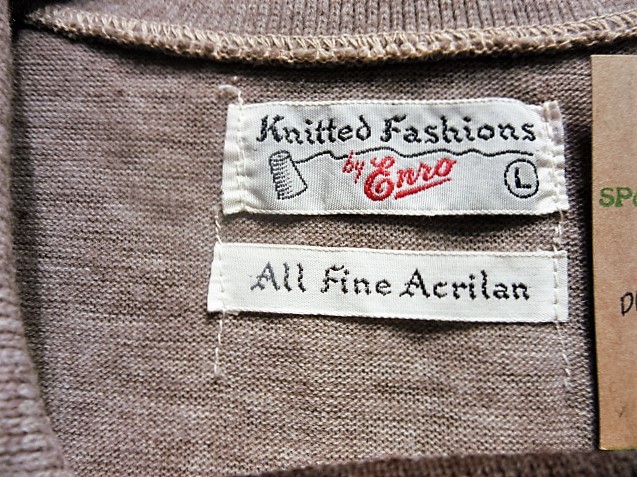 Knitted Fashions
by Enro
L
All Fine Acrilan